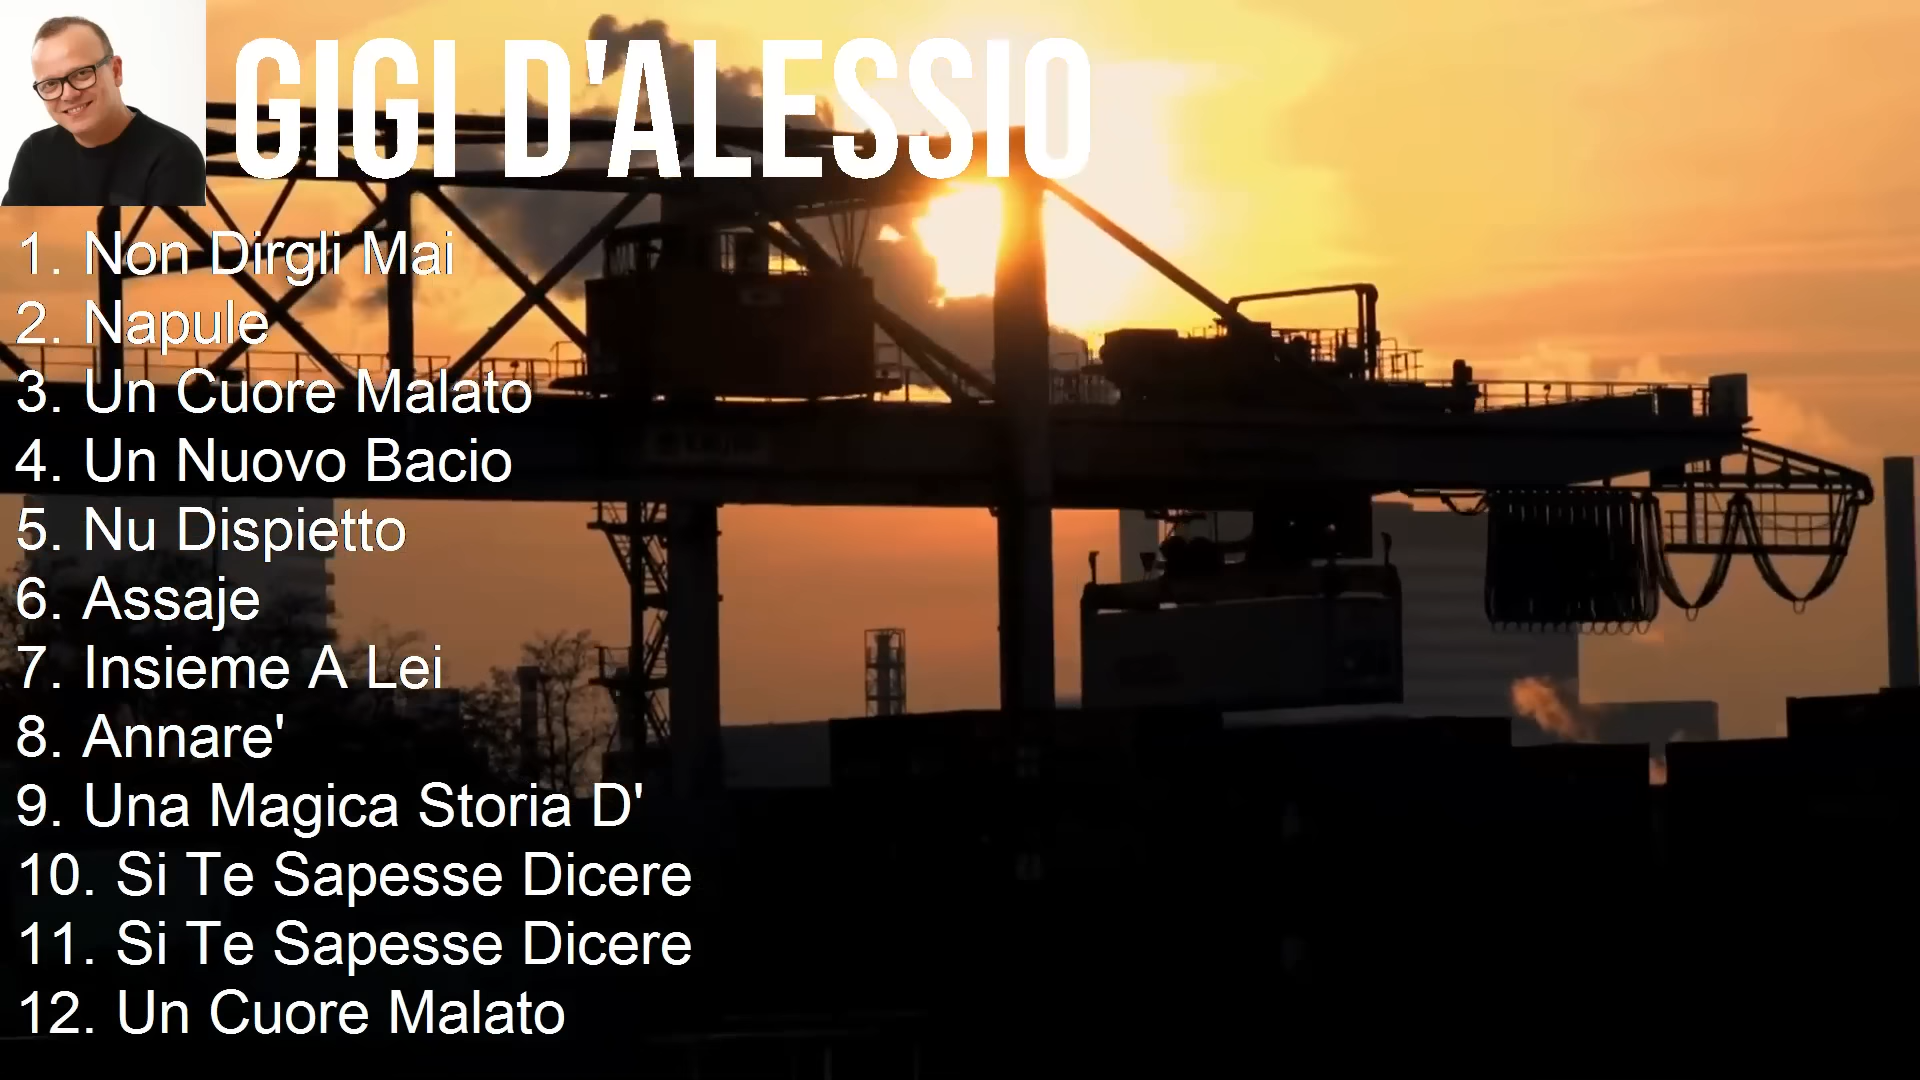 GIGI D'ALESSIO
1. Non Dirgli Mai
2. Napule
3. Un Cuore Malato
4. Un Nuovo Bacio
5. Nu Dispietto
6. Assaje
7. Insieme A Lei
8. Annare'
9. Una Magica Storia D'
10. Si Te Sapesse Dicere
11. Si Te Sapesse Dicere
12. Un Cuore Malato